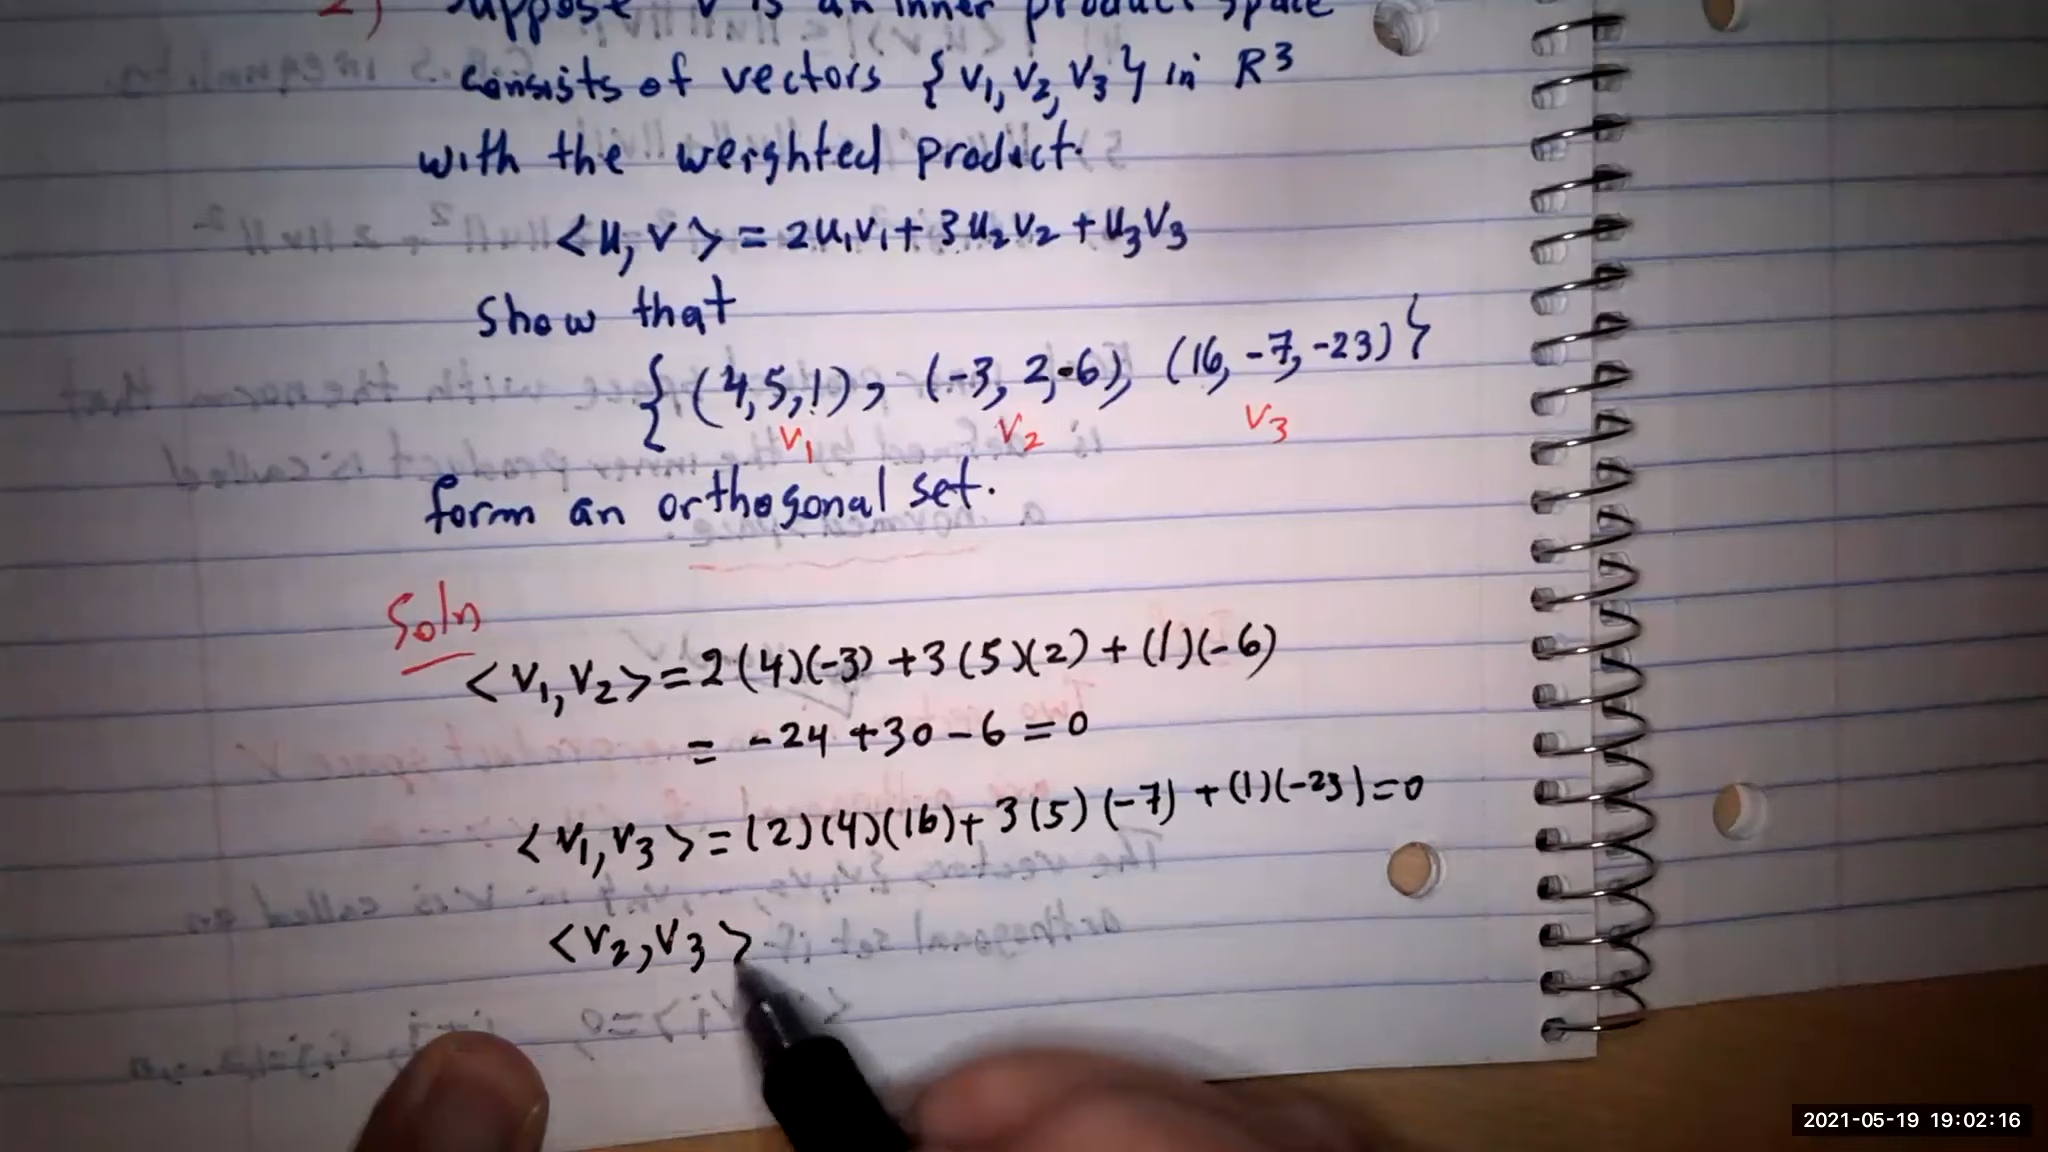 2) Suppose V is an inner product space
consists of vectors {v₁, v₂, v₃} in R³
with the weighted product.
<u, v> = 2u₁v₁ + 3u₂v₂ + u₃v₃
Show that
{(4,5,1), (-3, 2,-6), (16, -7, -23)}
v₁ v₂ v₃
form an orthogonal set.
Soln
<v₁, v₂> = 2(4)(-3) + 3(5)(2) + (1)(-6)
= -24 + 30 - 6 = 0
<v₁, v₃> = (2)(4)(16) + 3(5)(-7) + (1)(-23) = 0
<v₂, v₃>
2021-05-19 19:02:16